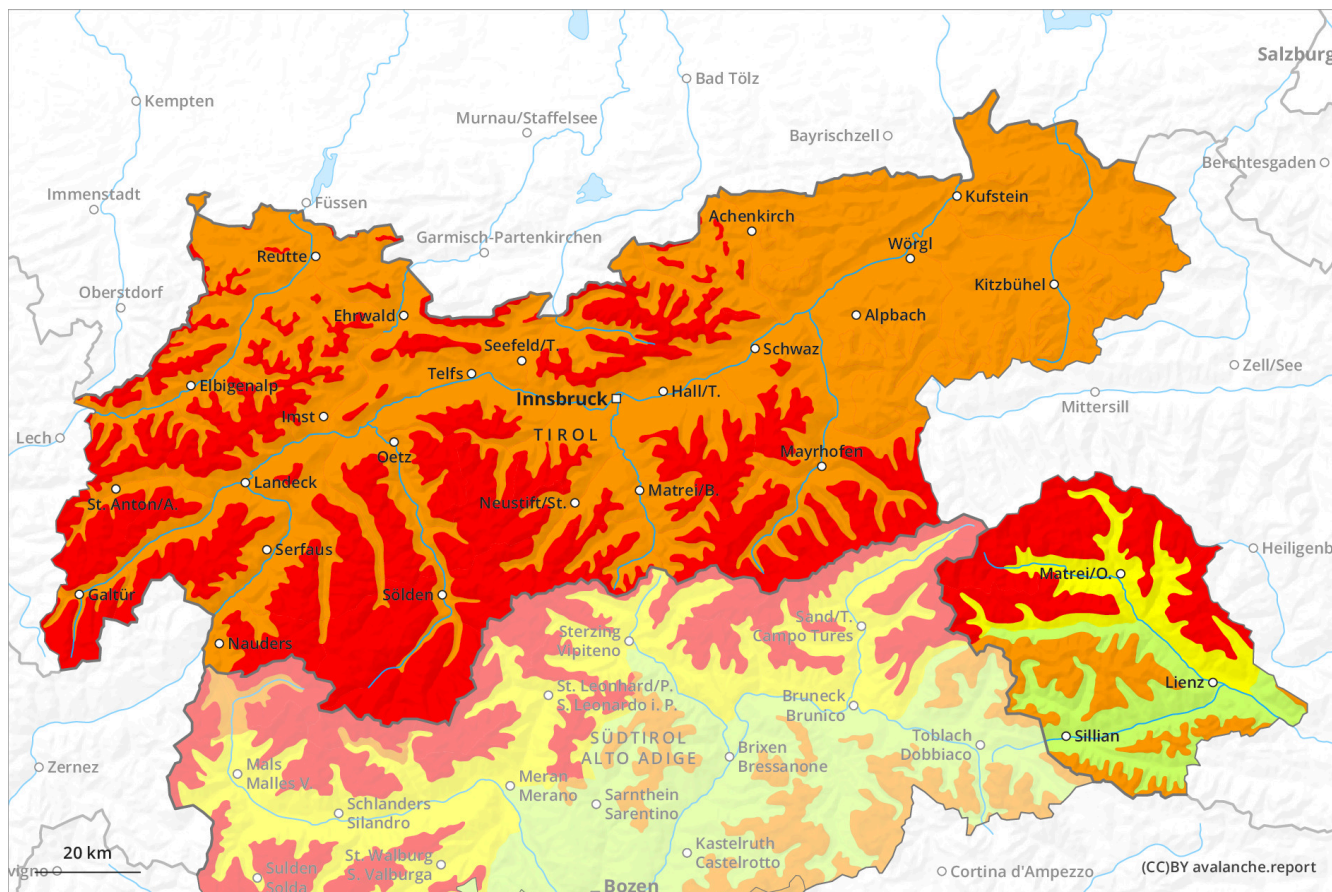 Salzburg
Bad Tölz
Kempten
Murnau/Staffelsee
Bayrischzell
Berchtesgaden
Immenstadt
Füssen
Kufstein
Achenkirch
Garmisch-Partenkirchen
Wörgl
Reutte
Kitzbühel
Oberstdorf
Ehrwald
Alpbach
Seefeld/T.
Schwaz
Zell/See
Telfs
Elbigenalp
Hall/T.
Innsbruck
Mittersill
Imst
TIROL
Lech
Oetz
Mayrhofen
Landeck
Matrei/B.
St. Anton/A.
Neustift/St.
Serfaus
Heiligenb
Matrei/O.
Galtür
Sölden
Sand/T.
Campo Tures
Sterzing
Vipiteno
Nauders
Lienz
St. Leonhard/P.
S. Leonardo i. P.
Bruneck
Brunico
SÜDTIROL
ALTO ADIGE
Toblach
Dobbiaco
Sillian
Brixen
Bressanone
Zernez
Mals
Malles V.
Meran
Merano
Sarnthein
Sarentino
Schlanders
Silandro
Kastelruth
Castelrotto
St. Walburg
S. Valburga
20 km
vigno
Sulden
Solda
Cortina d'Ampezzo
(CC)BY avalanche.report
Bozen